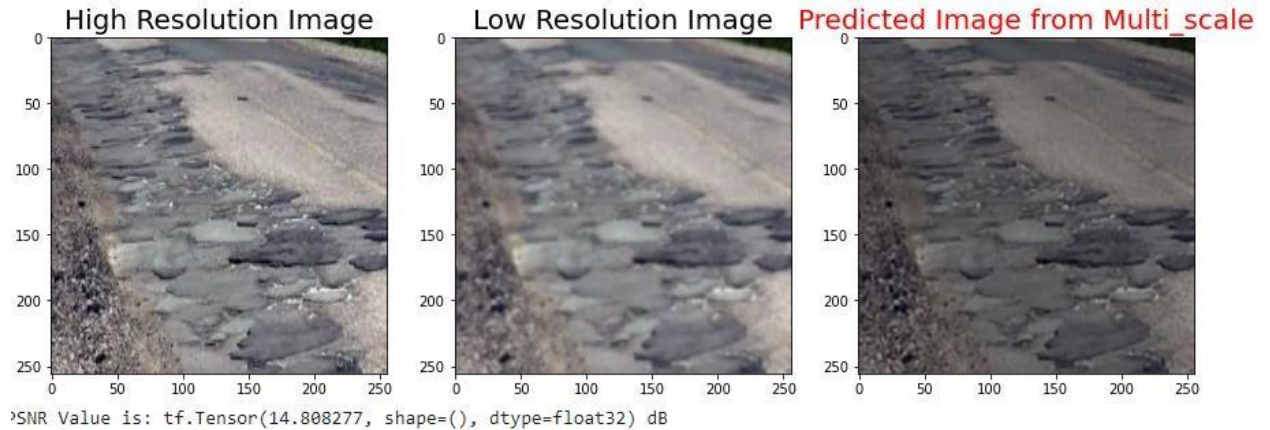 High Resolution Image
Low Resolution Image
Predicted Image from Multi_scale
0
50
100
150
200
250
0 50 100 150 200 250
0
50
100
150
200
250
0 50 100 150 200 250
0
50
100
150
200
250
0 50 100 150 200 250
PSNR Value is: tf.Tensor(14.808277, shape=(), dtype=float32) dB